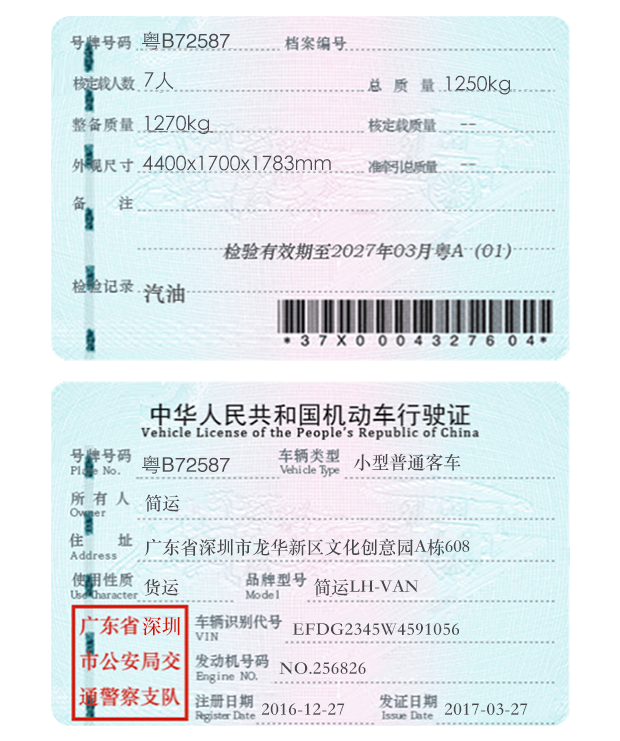 号牌号码 粤B72587 档案编号
核定载人数 7人 总质量 1250kg
整备质量 1270kg 核定载质量 --
外观尺寸 4400x1700x1783mm 准牵引总质量 --
备注
检验有效期至2027年03月粤A(01)
检验记录 汽油
*37X0004327604*
中华人民共和国机动车行驶证
Vehicle License of the People's Republic of China
号牌号码 粤B72587 车辆类型 小型普通客车
Plate No. Vehicle Type
所有人 简运
Owner
住址 广东省深圳市龙华新区文化创意园A栋608
Address
使用性质 货运 品牌型号 简运LH-VAN
Use Character Model
广东省深圳
市公安局交
通警察支队
车辆识别代号 EFDG2345W4591056
VIN
发动机号码 NO.256826
Engine NO.
注册日期 2016-12-27 发证日期 2017-03-27
Register Date Issue Date